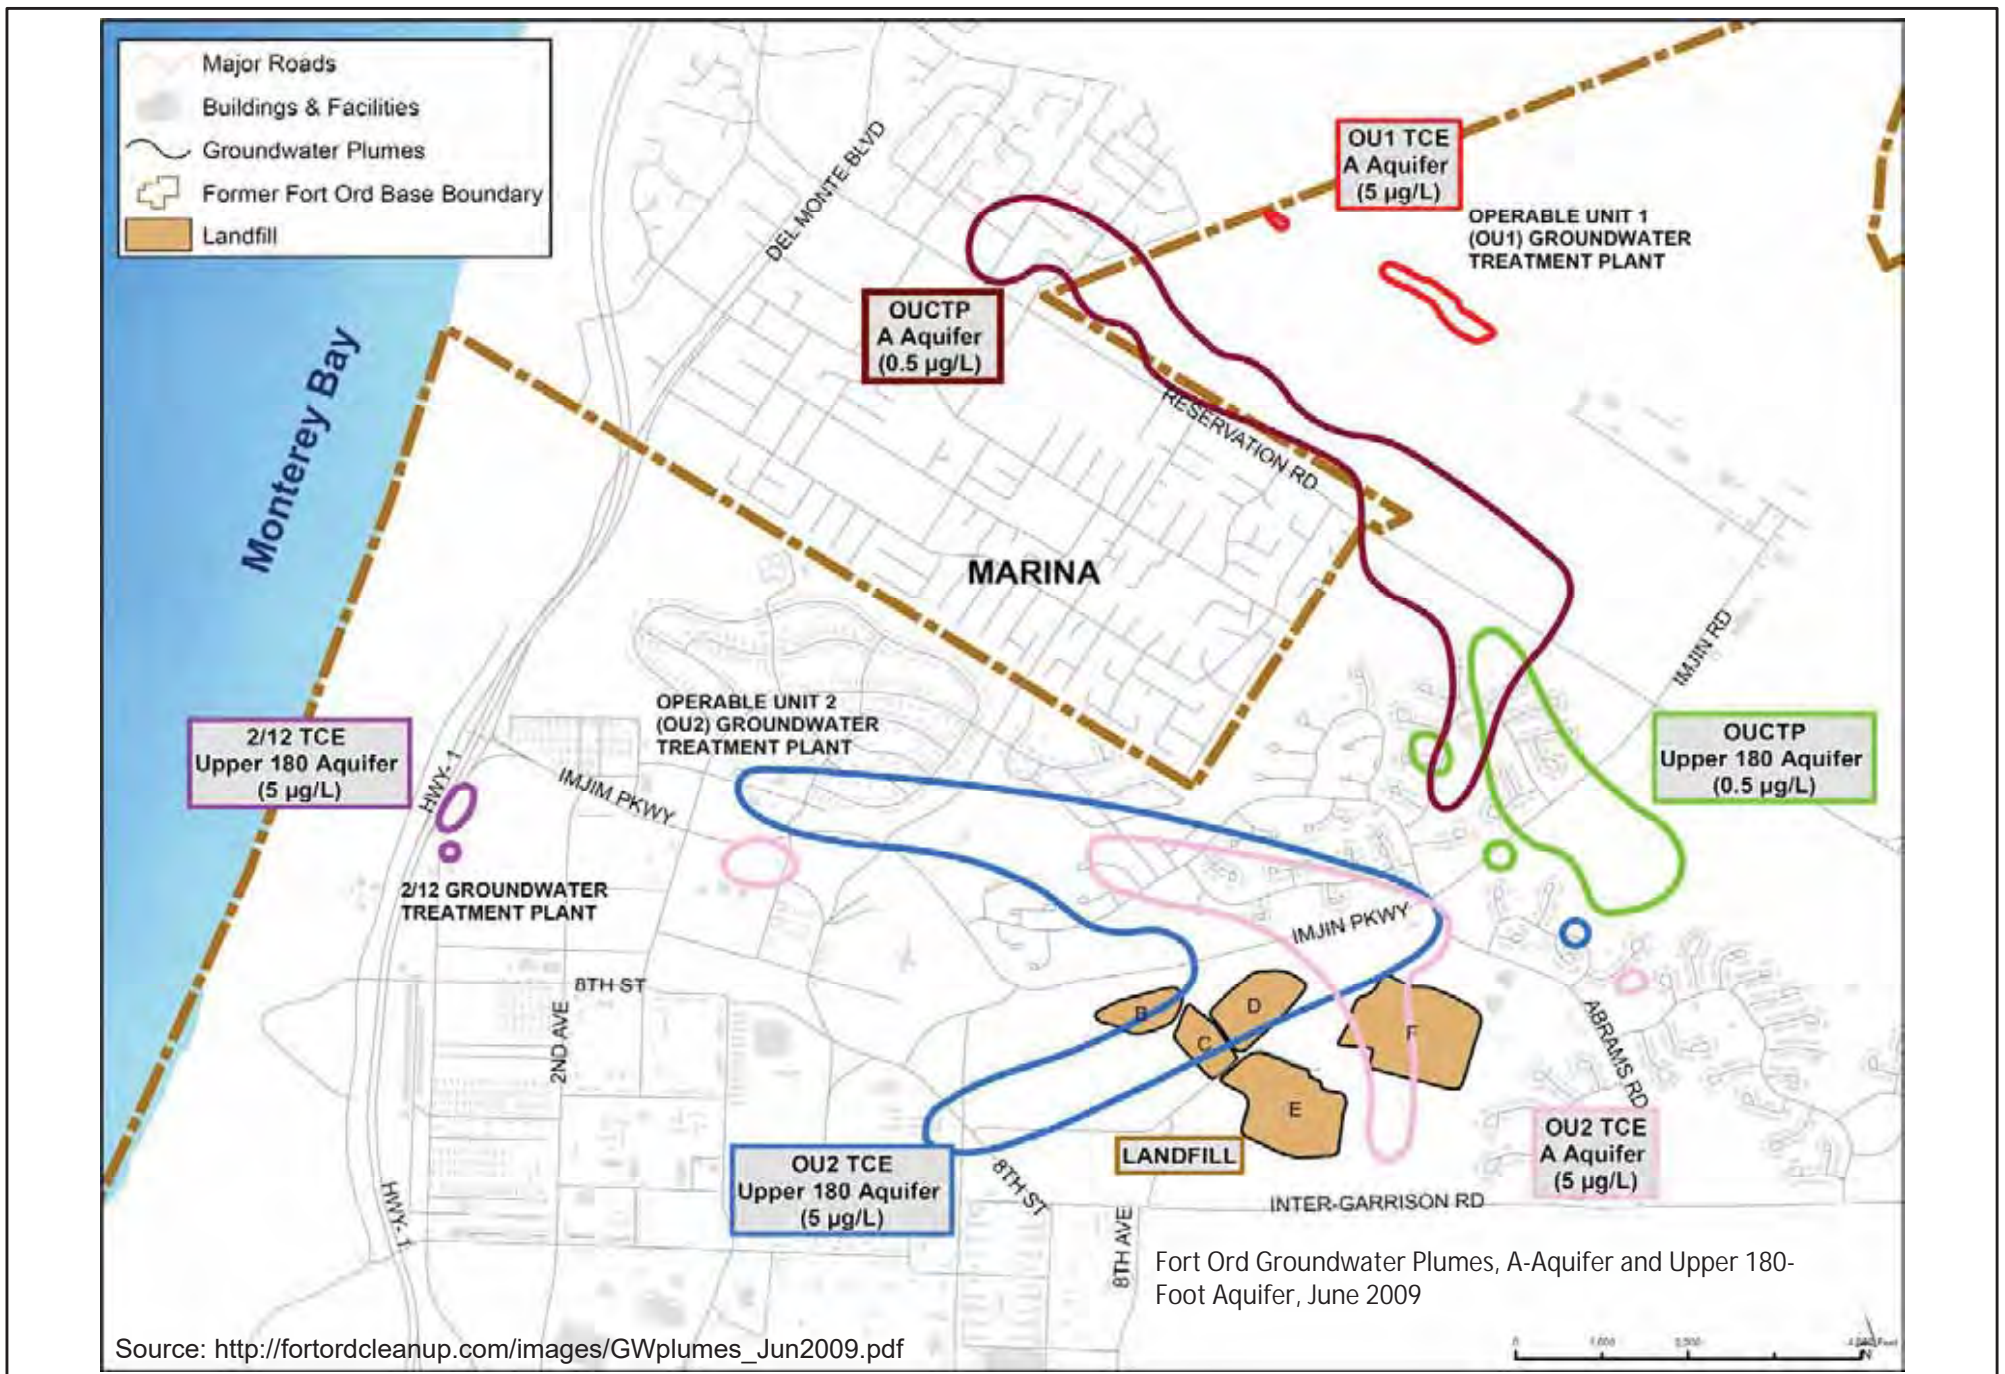 Major Roads
Buildings & Facilities
Groundwater Plumes
Former Fort Ord Base Boundary
Landfill
Monterey Bay
DEL MONTE BLVD
OU1 TCE
A Aquifer
(5 µg/L)
OPERABLE UNIT 1
(OU1) GROUNDWATER
TREATMENT PLANT
OUCTP
A Aquifer
(0.5 µg/L)
RESERVATION RD
MARINA
IMJIN RD
OPERABLE UNIT 2
(OU2) GROUNDWATER
TREATMENT PLANT
2/12 TCE
Upper 180 Aquifer
(5 µg/L)
HWY- 1
IMJIM PKWY
OUCTP
Upper 180 Aquifer
(0.5 µg/L)
2/12 GROUNDWATER
TREATMENT PLANT
IMJIN PKWY
8TH ST
2ND AVE
B
C
D
E
F
ABRAMS RD
LANDFILL
OU2 TCE
A Aquifer
(5 µg/L)
OU2 TCE
Upper 180 Aquifer
(5 µg/L)
8TH ST
HWY- 1
8TH AVE
INTER-GARRISON RD
Fort Ord Groundwater Plumes, A-Aquifer and Upper 180-
Foot Aquifer, June 2009
Source: http://fortordcleanup.com/images/GWplumes_Jun2009.pdf
0
1,000
N